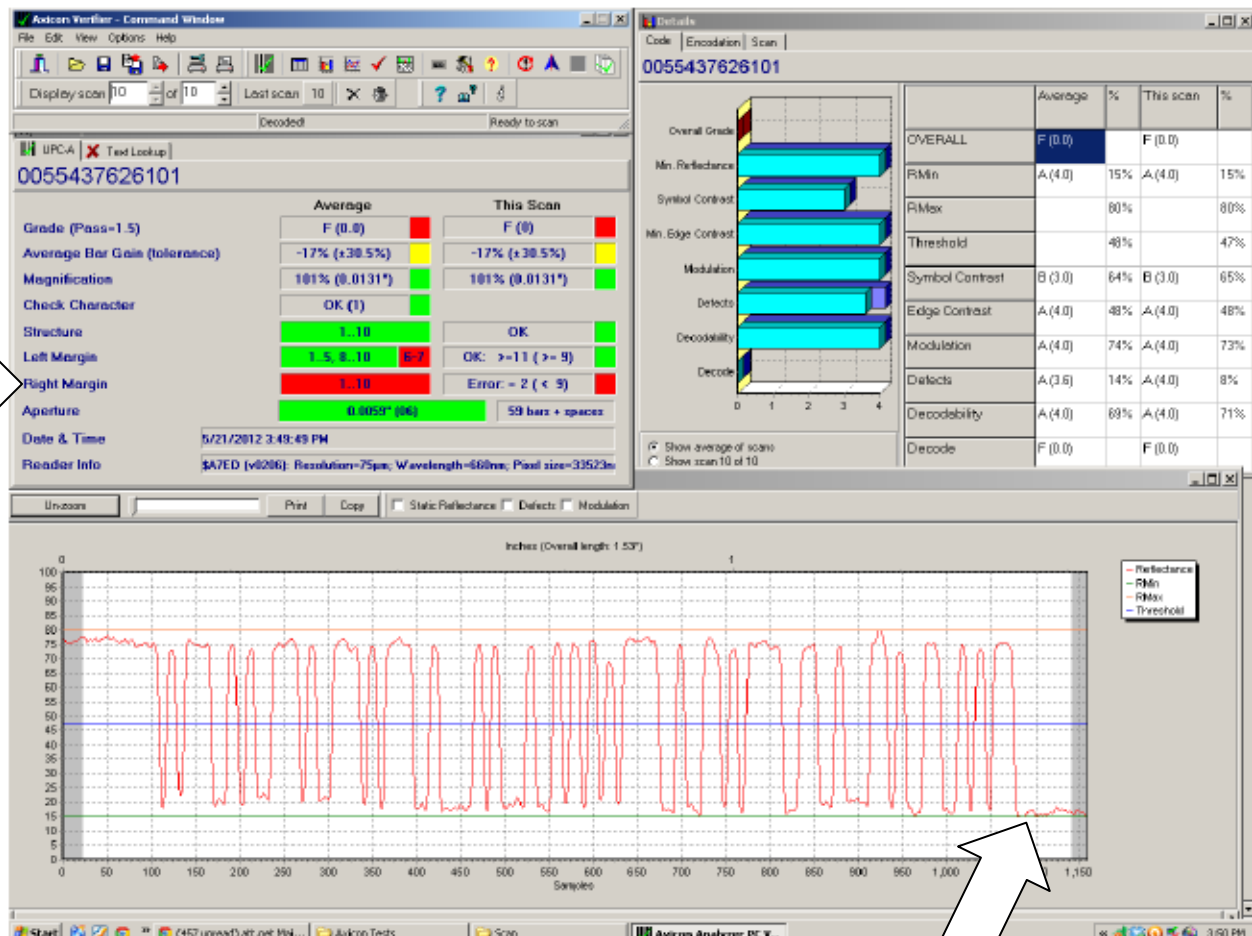 Axicon Verifier - Command Window
File Edit View Options Help
Display scan 10 of 10 Last scan 10
Decoded! Ready to scan
UPC-A Text Lookup
0055437626101
Average This Scan
Grade (Pass=1.5) F (0.0) F (0)
Average Bar Gain (tolerance) -17% (±30.5%) -17% (±30.5%)
Magnification 101% (0.0131") 101% (0.0131")
Check Character OK (1)
Structure 1..10 OK
Left Margin 1..5, 8..10 6-7 OK: >=11 ( >= 9)
Right Margin 1..10 Error: = 2 ( < 9)
Aperture 0.0059" (06) 59 bars + spaces
Date & Time 5/21/2012 3:49:49 PM
Reader Info $A7ED (v0206): Resolution=75µm; Wavelength=660nm; Pixel size=33523n
Details
Code Encodation Scan
0055437626101
Overall Grade
Min. Reflectance
Symbol Contrast
Min. Edge Contrast
Modulation
Defects
Decodability
Decode
0 1 2 3 4
Show average of scans
Show scan 10 of 10
Average % This scan %
OVERALL F (0.0) F (0.0)
RMin A (4.0) 15% A (4.0) 15%
RMax 80% 80%
Threshold 48% 47%
Symbol Contrast B (3.0) 64% B (3.0) 65%
Edge Contrast A (4.0) 48% A (4.0) 48%
Modulation A (4.0) 74% A (4.0) 73%
Defects A (3.6) 14% A (4.0) 8%
Decodability A (4.0) 69% A (4.0) 71%
Decode F (0.0) F (0.0)
Un-zoom Print Copy Static Reflectance Defects Modulation
Inches (Overall length: 1.53")
0 1
100
95
90
85
80
75
70
65
60
55
50
45
40
35
30
25
20
15
10
5
0
0 50 100 150 200 250 300 350 400 450 500 550 600 650 700 750 800 850 900 950 1,000 1,150
Samples
Reflectance
RMin
RMax
Threshold
Start (457 unread) att.net Mai... Axicon Tests Scan Axicon Analyzer PC V... 3:50 PM